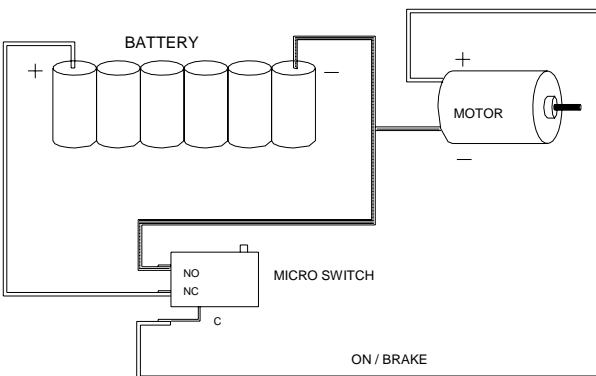 BATTERY
+
+
—
MOTOR
—
NO
MICRO SWITCH
NC
C
ON / BRAKE